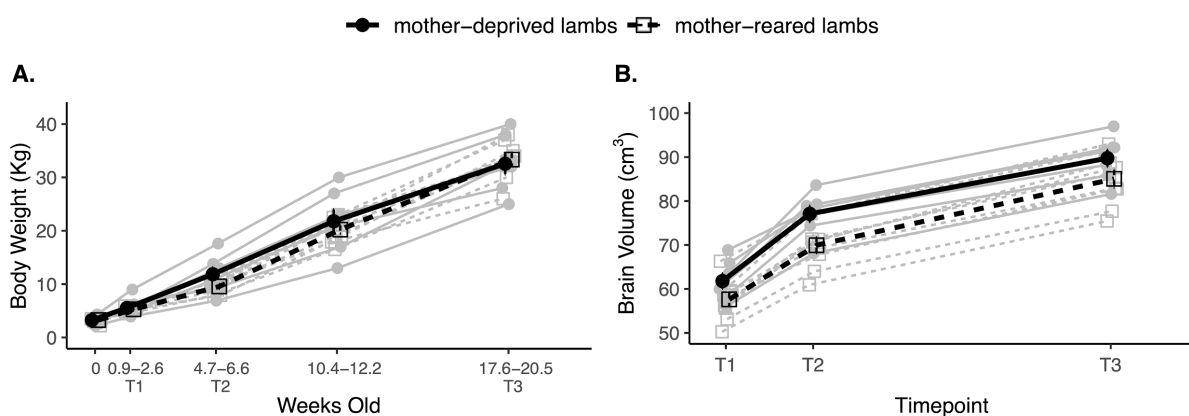 mother−deprived lambs mother−reared lambs
A.
Body Weight (Kg)
40
30
20
10
0
0 0.9−2.6 4.7−6.6 10.4−12.2 17.6−20.5
T1 T2 T3
Weeks Old
B.
Brain Volume (cm³)
100
90
80
70
60
50
T1 T2 T3
Timepoint